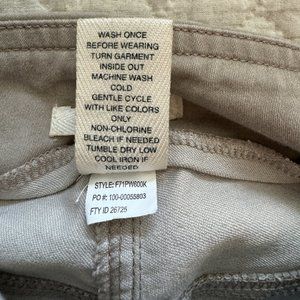 WASH ONCE
BEFORE WEARING
TURN GARMENT
INSIDE OUT
MACHINE WASH
COLD
GENTLE CYCLE
WITH LIKE COLORS
ONLY
NON-CHLORINE
BLEACH IF NEEDED
TUMBLE DRY LOW
COOL IRON IF
NEEDED
STYLE: F71PW600K
PO #: 100-00055803
FTY ID 26725